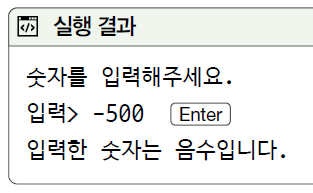 실행 결과
숫자를 입력해주세요.
입력> -500 Enter
입력한 숫자는 음수입니다.